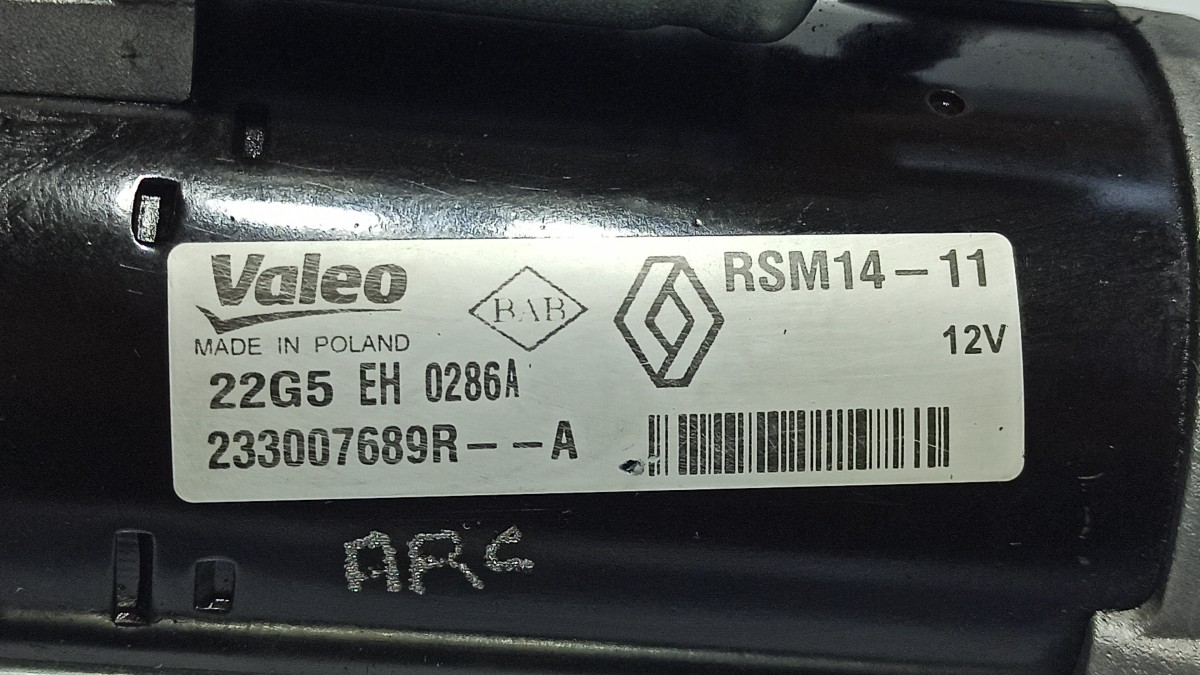 Valeo
MADE IN POLAND
BAB
RSM14-11
12V
22G5 EH 0286A
233007689R---A
ARC